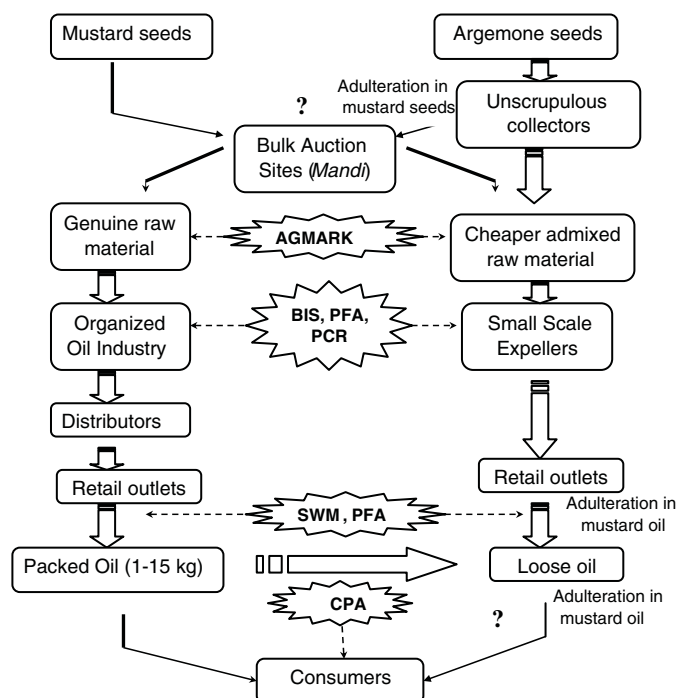 Mustard seeds
Argemone seeds
?
Adulteration in
mustard seeds
Unscrupulous
collectors
Bulk Auction
Sites (Mandi)
Genuine raw
material
AGMARK
Cheaper admixed
raw material
BIS, PFA,
PCR
Organized
Oil Industry
Small Scale
Expellers
Distributors
Retail outlets
Retail outlets
SWM, PFA
Adulteration in
mustard oil
Packed Oil (1-15 kg)
Loose oil
CPA
?
Adulteration in
mustard oil
Consumers